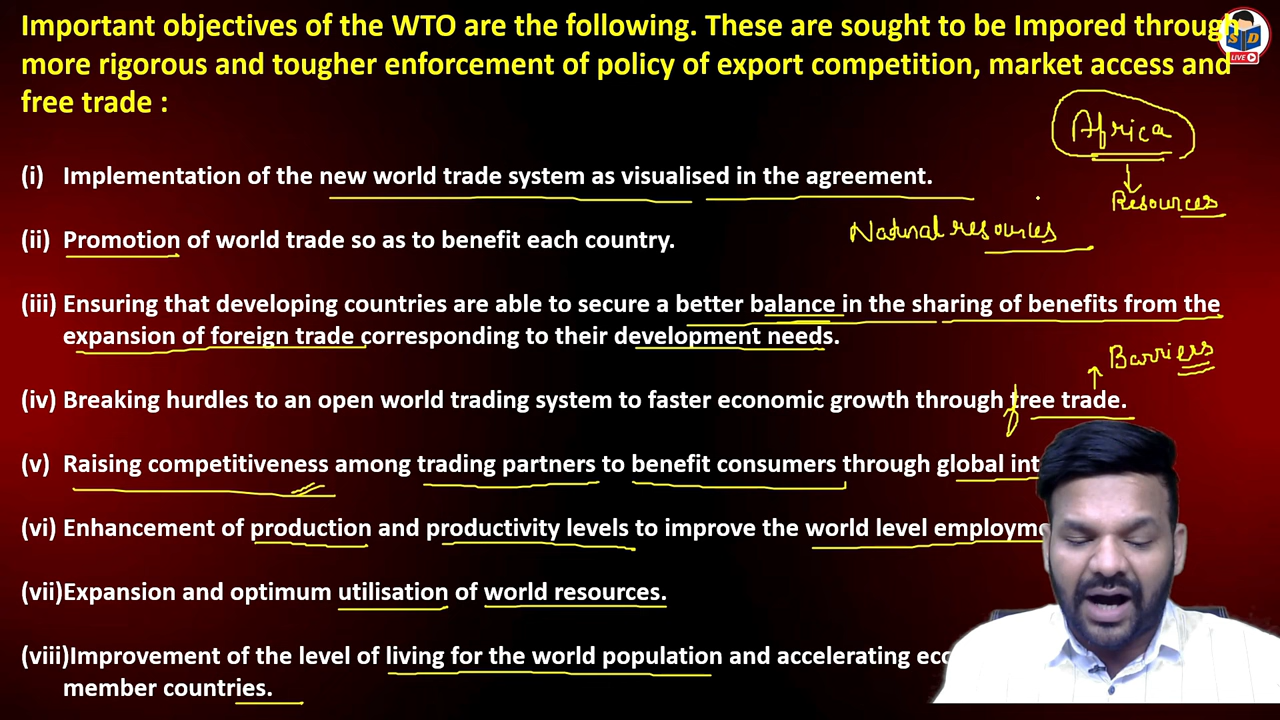 Important objectives of the WTO are the following. These are sought to be Impored through
more rigorous and tougher enforcement of policy of export competition, market access and
free trade :
S D
LIVE
Africa
Resources
(i) Implementation of the new world trade system as visualised in the agreement.
Natural resources
(ii) Promotion of world trade so as to benefit each country.
(iii) Ensuring that developing countries are able to secure a better balance in the sharing of benefits from the
expansion of foreign trade corresponding to their development needs.
Barriers
(iv) Breaking hurdles to an open world trading system to faster economic growth through free trade.
(v) Raising competitiveness among trading partners to benefit consumers through global
(vi) Enhancement of production and productivity levels to improve the world level
(vii)Expansion and optimum utilisation of world resources.
(viii)Improvement of the level of living for the world population and accelerating
member countries.